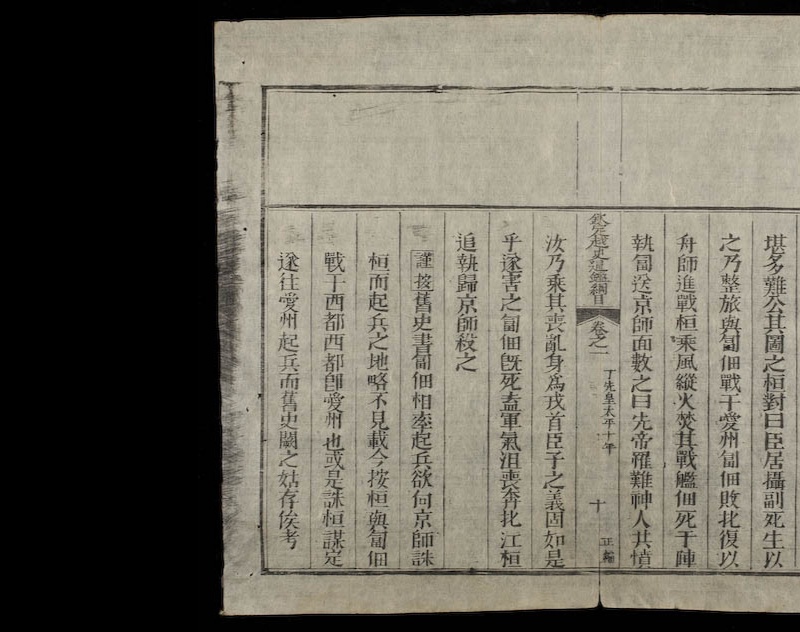 堪多難公其圖之桓對曰臣居攝副死生以
之乃整旅與匐佃戰于愛州匐佃敗北復以
舟師進戰桓乘風縱火焚其戰艦佃死于陣
執匐送京師面數之曰先帝罹難神人共憤
欽定越史通鑑綱目 卷之一 丁先皇太平十年 十 正編
汝乃乘其喪亂身爲戎首臣子之義固如是
乎遂害之匐佃旣死盍軍氣沮喪奔北江桓
追執歸京師殺之
謹按舊史書匐佃相率起兵欲向京師誅
桓而起兵之地略不見載今按桓與匐佃
戰于西都西都卽愛州也或是誅桓謀定
遂往愛州起兵而舊史闕之姑存俟考